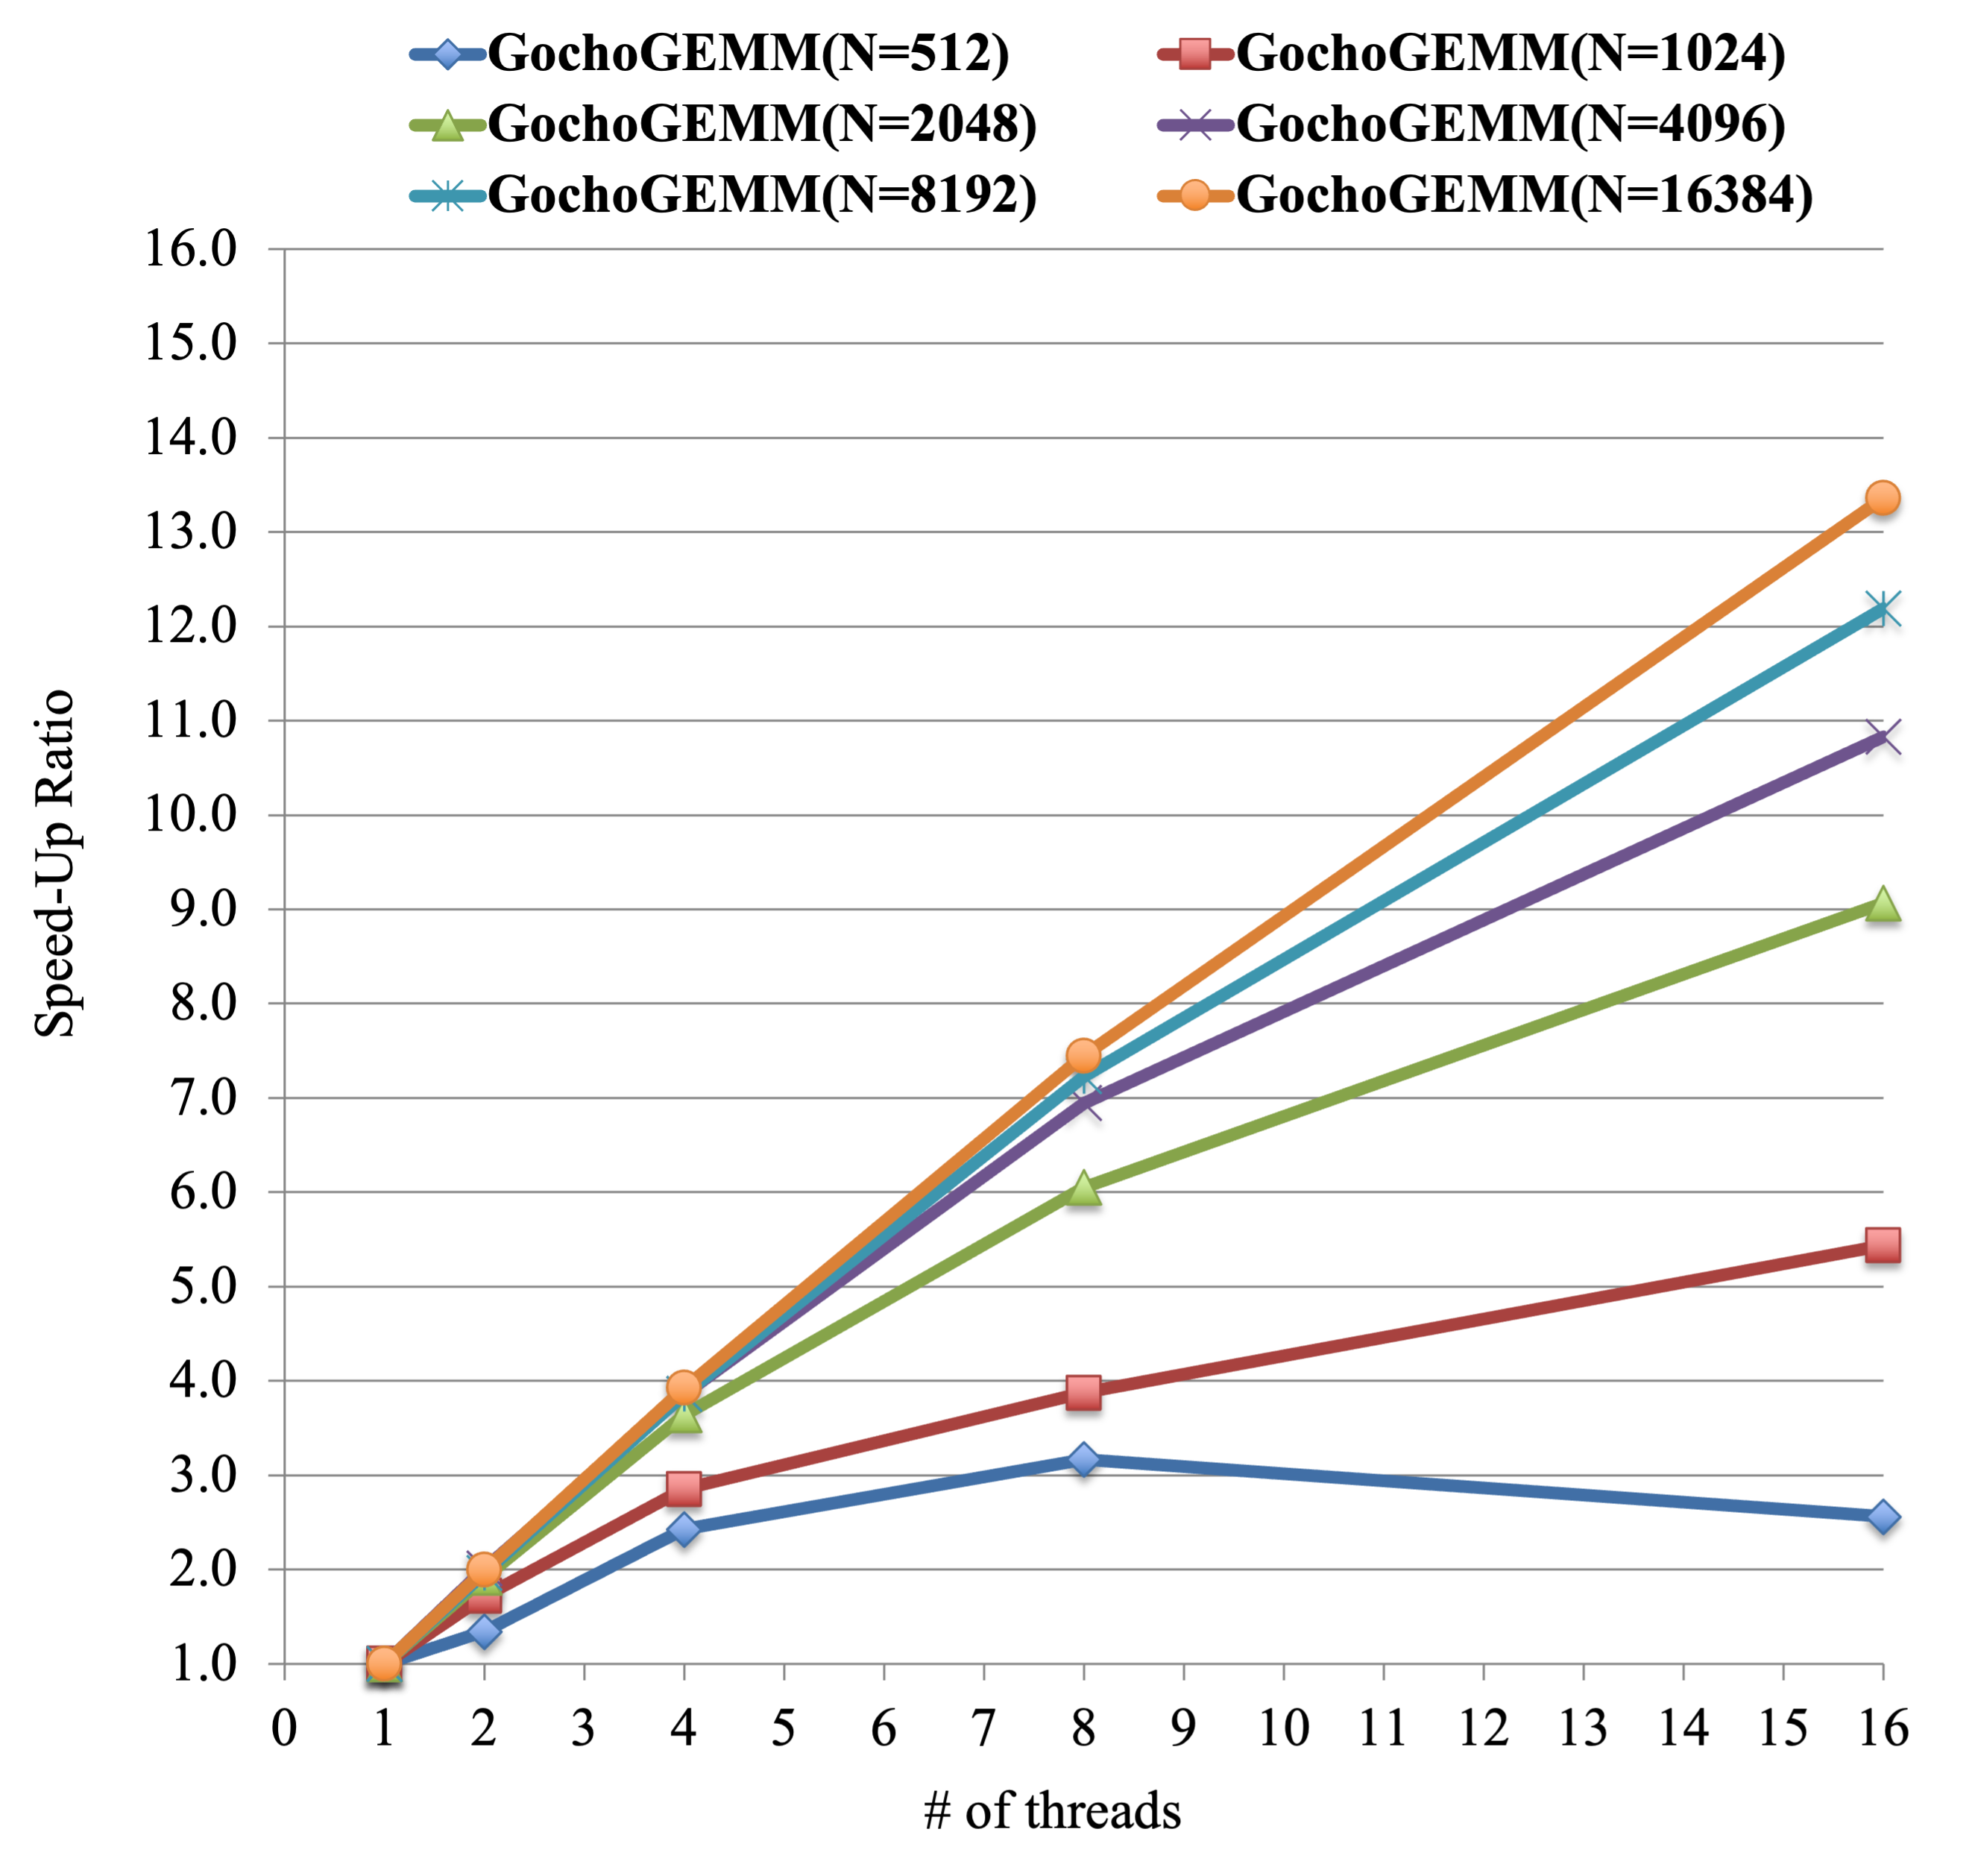 GochoGEMM(N=512) GochoGEMM(N=1024)
GochoGEMM(N=2048) GochoGEMM(N=4096)
GochoGEMM(N=8192) GochoGEMM(N=16384)
16.0
15.0
14.0
13.0
12.0
11.0
10.0
9.0
8.0
7.0
6.0
5.0
4.0
3.0
2.0
1.0
Speed-Up Ratio
0 1 2 3 4 5 6 7 8 9 10 11 12 13 14 15 16
# of threads